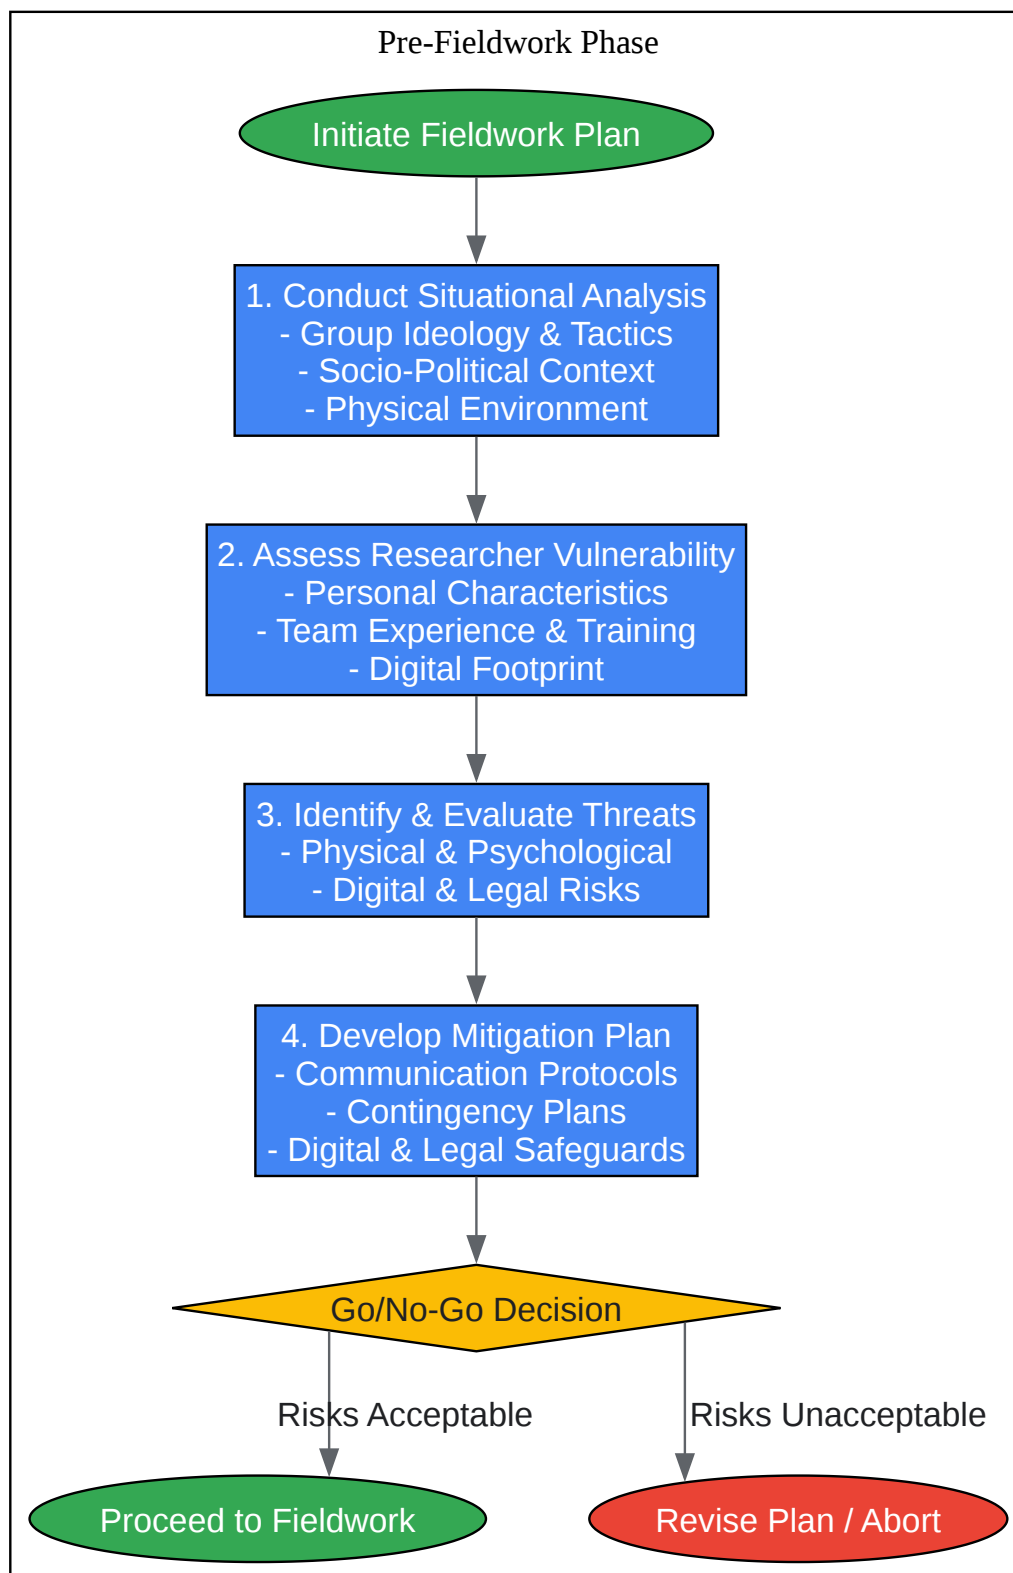 Pre-Fieldwork Phase
Initiate Fieldwork Plan
1. Conduct Situational Analysis
- Group Ideology & Tactics
- Socio-Political Context
- Physical Environment
2. Assess Researcher Vulnerability
- Personal Characteristics
- Team Experience & Training
- Digital Footprint
3. Identify & Evaluate Threats
- Physical & Psychological
- Digital & Legal Risks
4. Develop Mitigation Plan
- Communication Protocols
- Contingency Plans
- Digital & Legal Safeguards
Go/No-Go Decision
Risks Acceptable
Risks Unacceptable
Proceed to Fieldwork
Revise Plan / Abort